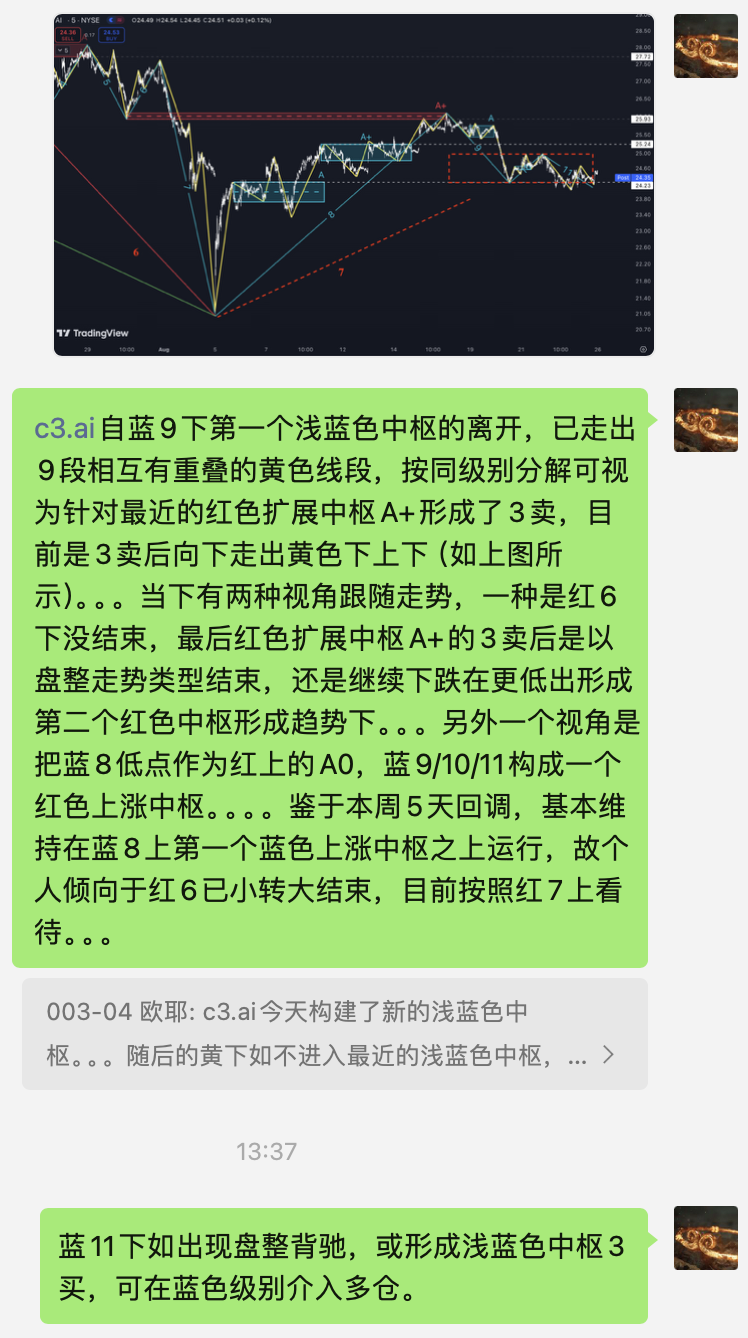 AI · 5 · NYSE O24.49 H24.54 L24.45 C24.51 +0.03 (+0.12%)
24.36 SELL 0.17 24.53 BUY
5
28.50
28.00
27.72
27.50
27.00
26.50
A+
25.93
A
25.50
A+
25.24
25.00
24.60
Post 24.35
A
24.23
23.80
8
23.40
23.00
6
22.60
7
22.20
21.80
21.40
21.05
20.70
TradingView
29 10:00 Aug 5 7 10:00 12 14 10:00 19 21 10:00 26
c3.ai自蓝9下第一个浅蓝色中枢的离开，已走出
9段相互有重叠的黄色线段，按同级别分解可视
为针对最近的红色扩展中枢A+形成了3卖，目
前是3卖后向下走出黄色下上下（如上图所
示）。。。当下有两种视角跟随走势，一种是红6
下没结束，最后红色扩展中枢A+的3卖后是以
盘整走势类型结束，还是继续下跌在更低出形成
第二个红色中枢形成趋势下。。。另外一个视角是
把蓝8低点作为红上的A0，蓝9/10/11构成一个
红色上涨中枢。。。。鉴于本周5天回调，基本维
持在蓝8上第一个蓝色上涨中枢之上运行，故个
人倾向于红6已小转大结束，目前按照红7上看
待。。。
003-04 欧耶: c3.ai今天构建了新的浅蓝色中
枢。。。随后的黄下如不进入最近的浅蓝色中枢，...
13:37
蓝11下如出现盘整背驰，或形成浅蓝色中枢3
买，可在蓝色级别介入多仓。